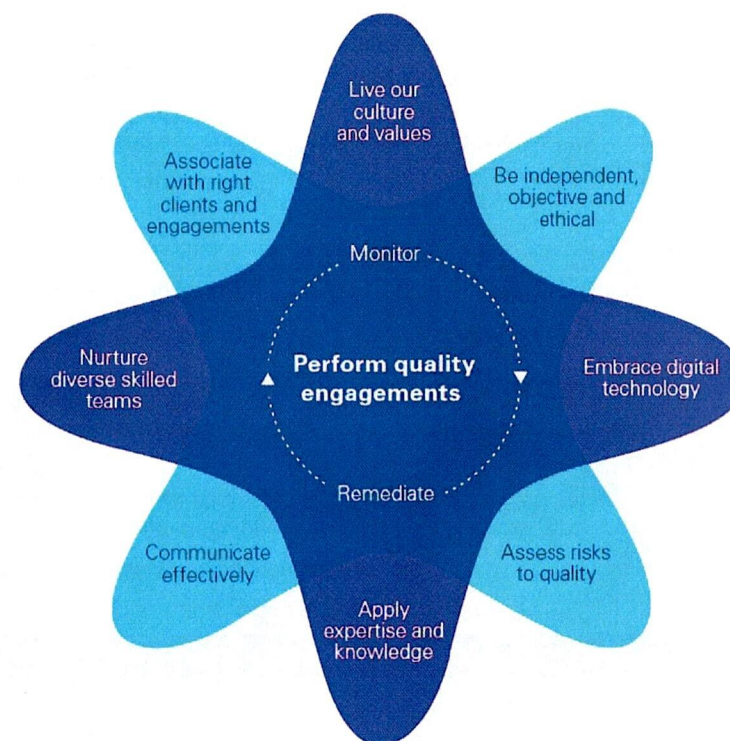 Live our
culture
and values
Associate
with right
clients and
engagements
Be independent,
objective and
ethical
Monitor
Nurture
diverse skilled
teams
Perform quality
engagements
Embrace digital
technology
Remediate
Communicate
effectively
Assess risks
to quality
Apply
expertise and
knowledge